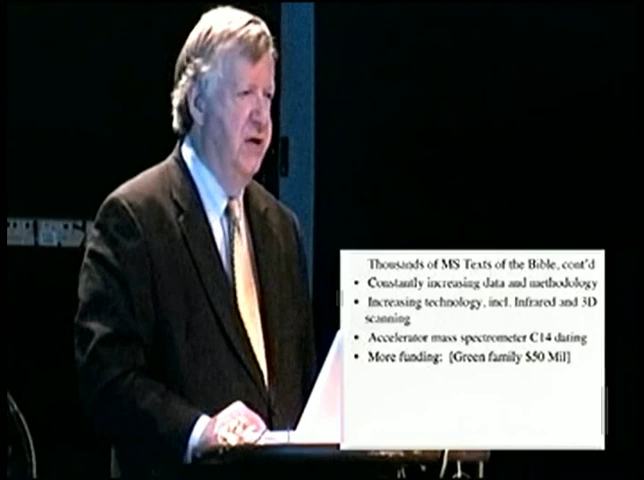 Thousands of MS Texts of the Bible, cont'd
• Constantly increasing data and methodology
• Increasing technology, incl. Infrared and 3D
scanning
• Accelerator mass spectrometer C14 dating
• More funding: [Green family $50 Mil]